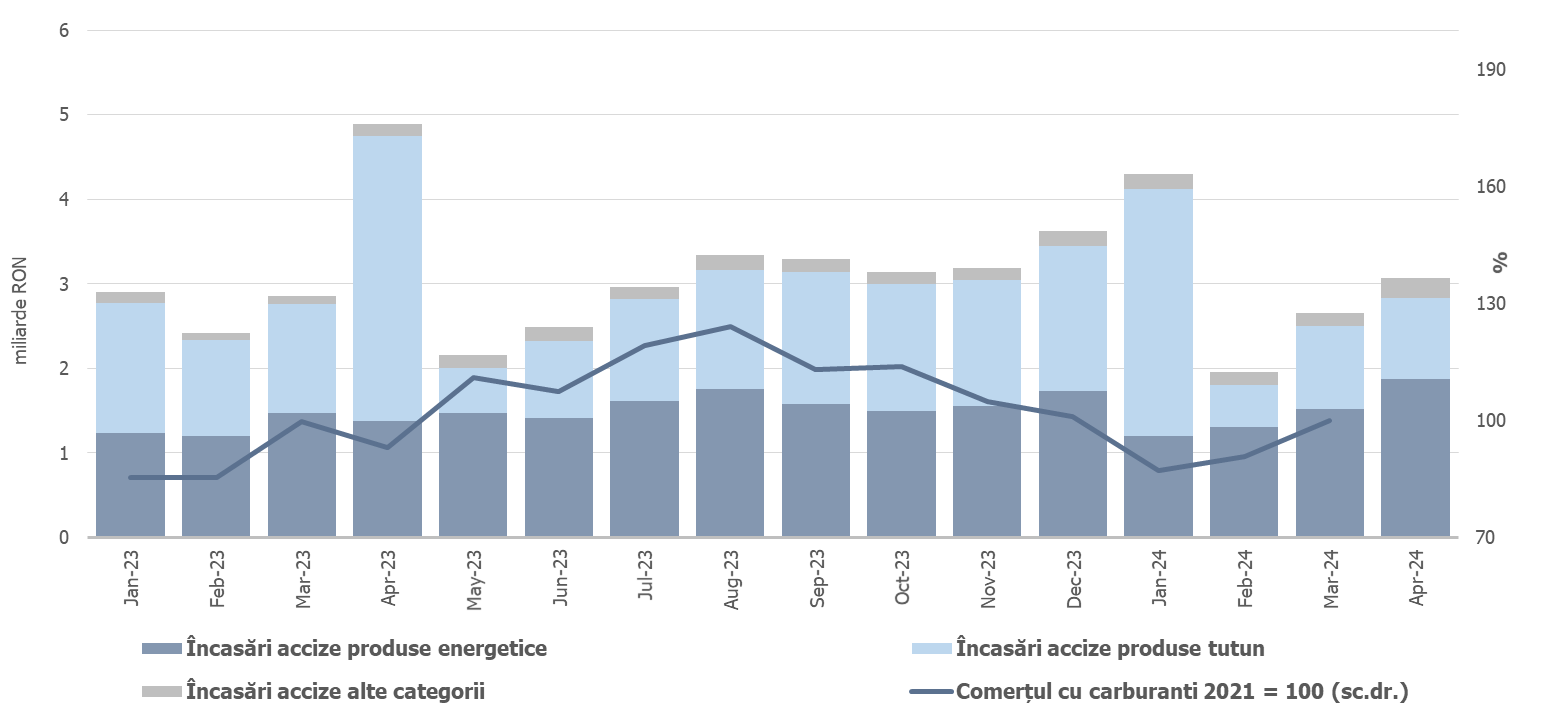 6
5
4
3
2
1
0
miliarde RON
190
160
130
100
70
%
Jan-23
Feb-23
Mar-23
Apr-23
May-23
Jun-23
Jul-23
Aug-23
Sep-23
Oct-23
Nov-23
Dec-23
Jan-24
Feb-24
Mar-24
Apr-24
Încasări accize produse energetice
Încasări accize produse tutun
Încasări accize alte categorii
Comerțul cu carburanti 2021 = 100 (sc.dr.)